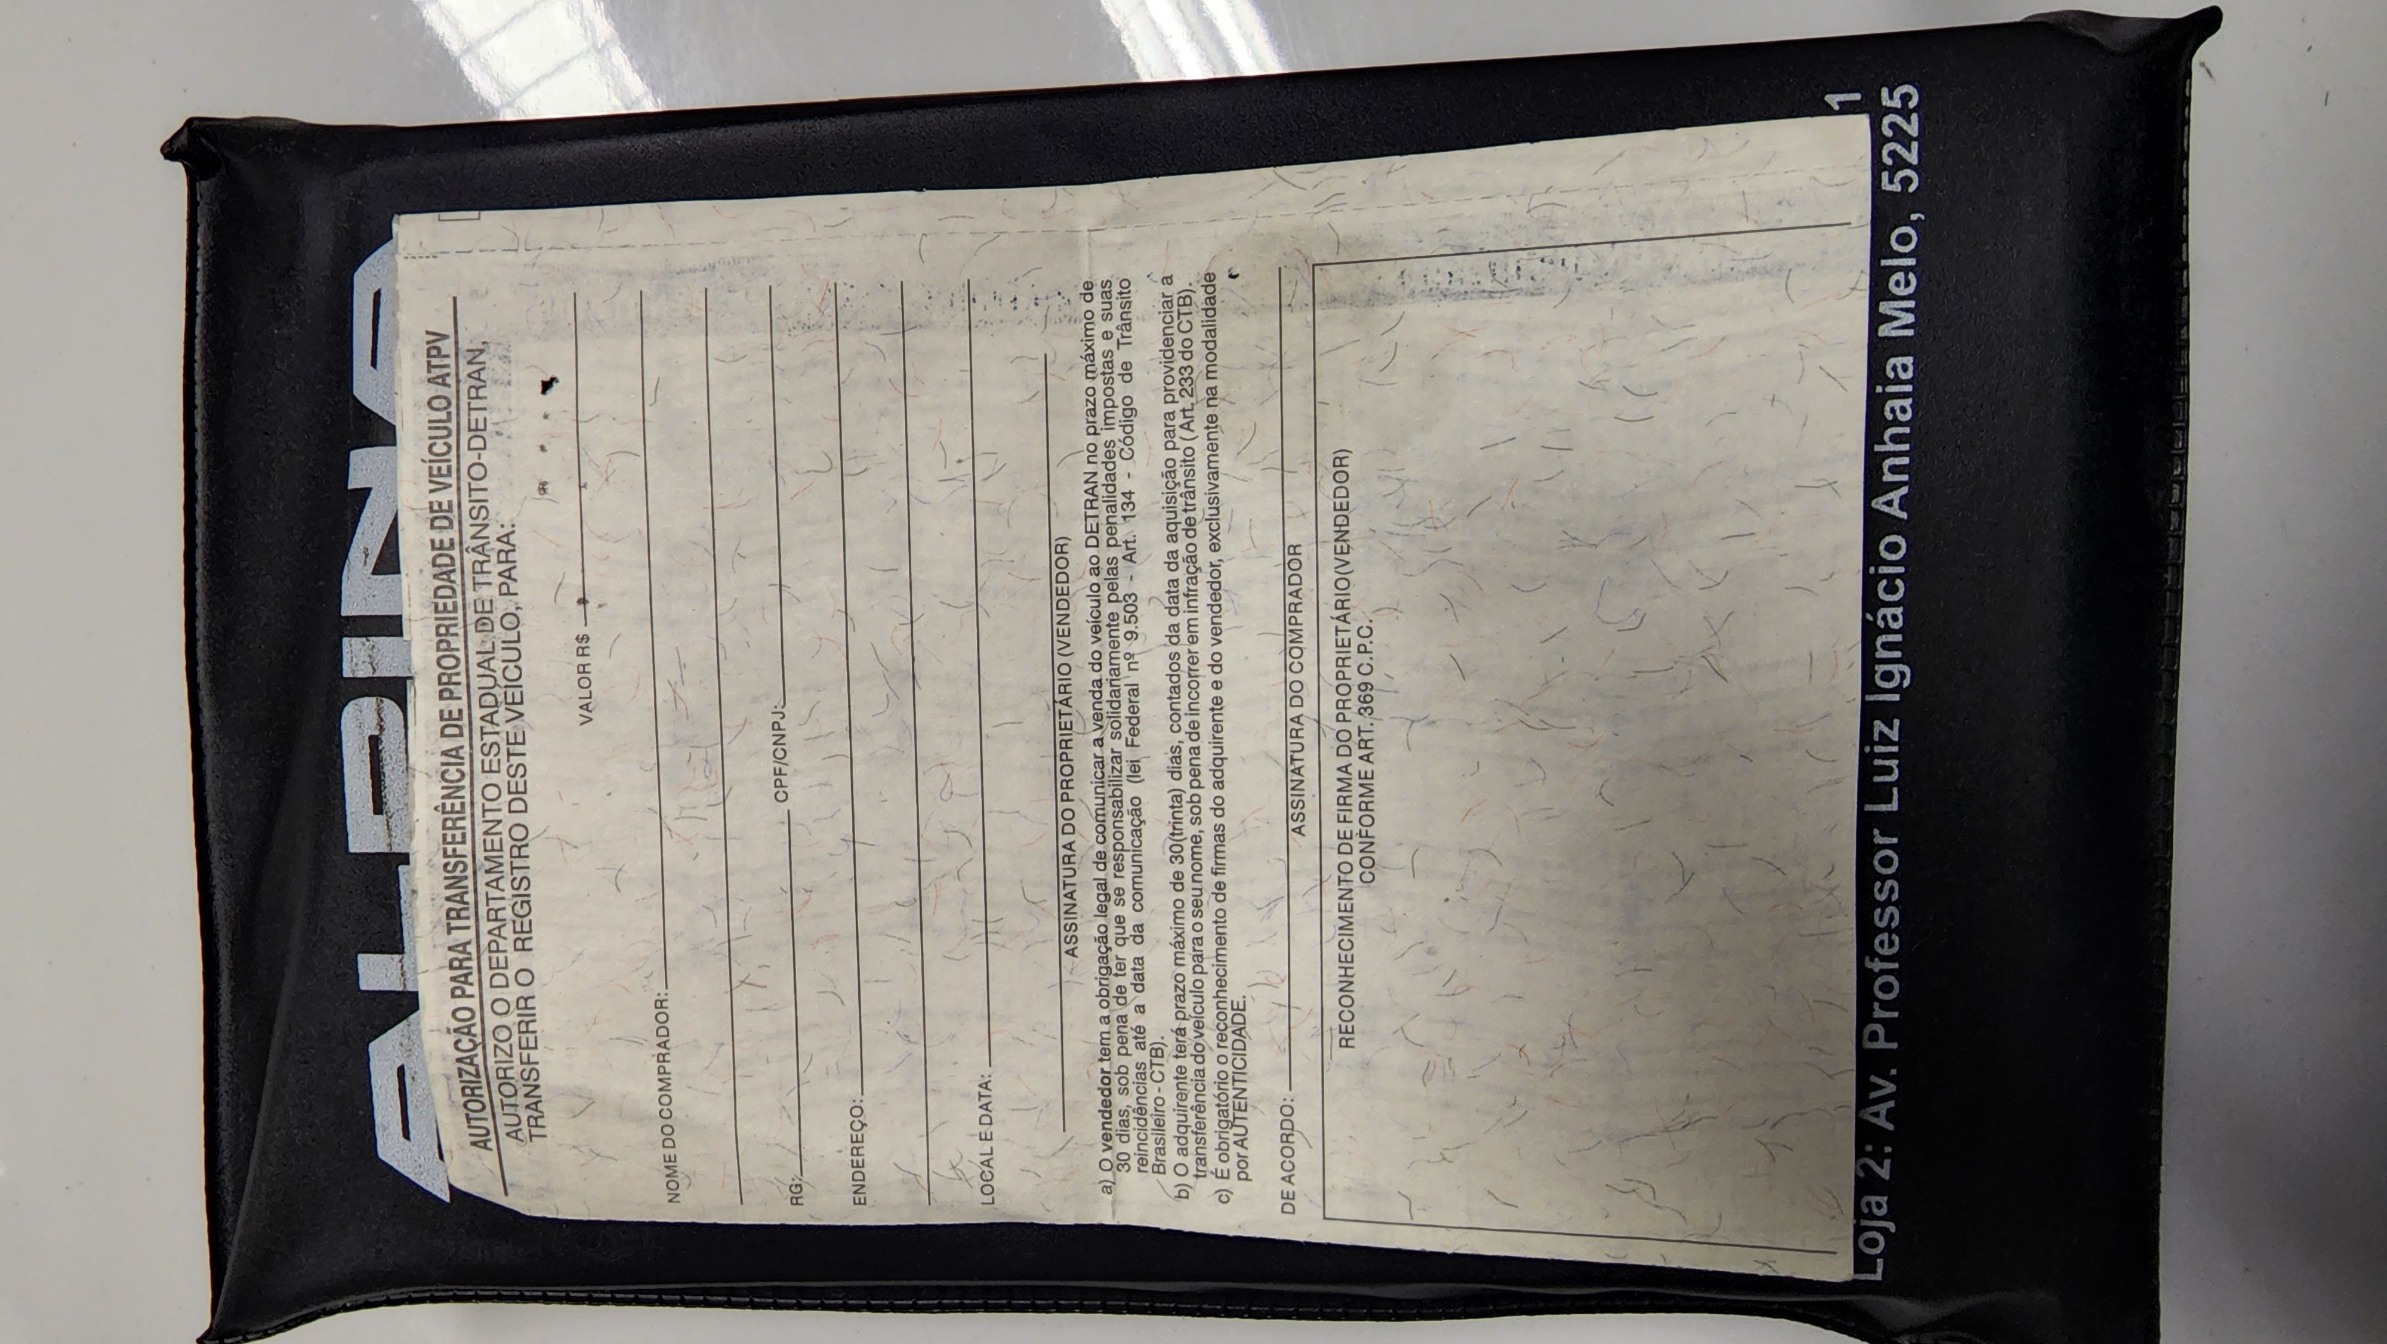 ALPINA
AUTORIZAÇÃO PARA TRANSFERÊNCIA DE PROPRIEDADE DE VEÍCULO ATPV
AUTORIZO O DEPARTAMENTO ESTADUAL DE TRÂNSITO-DETRAN,
TRANSFERIR O REGISTRO DESTE VEÍCULO, PARA:
VALOR R$
NOME DO COMPRADOR:
RG: CPF/CNPJ:
ENDEREÇO:
LOCAL E DATA:
ASSINATURA DO PROPRIETÁRIO (VENDEDOR)
a) O vendedor tem a obrigação legal de comunicar a venda do veículo ao DETRAN no prazo máximo de
30 dias, sob pena de ter que se responsabilizar solidariamente pelas penalidades impostas e suas
reincidências até a data da comunicação (lei Federal nº 9.503 - Art. 134 - Código de Trânsito
Brasileiro - CTB).
b) O adquirente terá prazo máximo de 30(trinta) dias, contados da data da aquisição para providenciar a
transferência do veículo para o seu nome, sob pena de incorrer em infração de trânsito (Art. 233 do CTB).
c) É obrigatório o reconhecimento de firmas do adquirente e do vendedor, exclusivamente na modalidade
por AUTENTICIDADE.
DE ACORDO:
ASSINATURA DO COMPRADOR
RECONHECIMENTO DE FIRMA DO PROPRIETÁRIO(VENDEDOR)
CONFORME ART. 369 C.P.C.
1
Loja 2: Av. Professor Luiz Ignácio Anhaia Melo, 5225